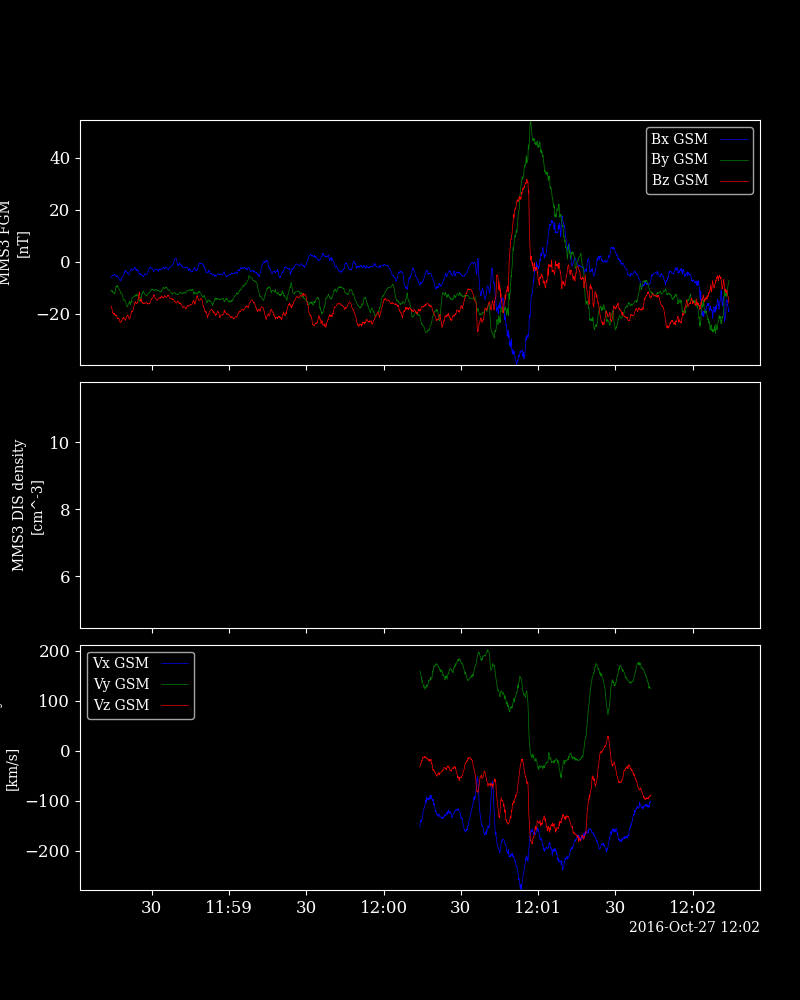 MMS3 FGM
[nT]
40
20
0
−20
Bx GSM
By GSM
Bz GSM
MMS3 DIS density
[cm^-3]
10
8
6
[km/s]
200
100
0
−100
−200
Vx GSM
Vy GSM
Vz GSM
30
11:59
30
12:00
30
12:01
30
12:02
2016-Oct-27 12:02